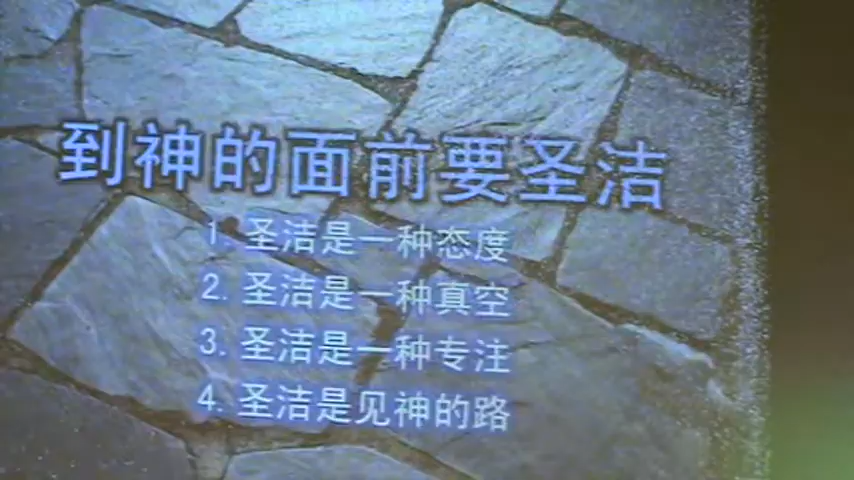 到神的面前要圣洁
1. 圣洁是一种态度
2. 圣洁是一种真空
3. 圣洁是一种专注
4. 圣洁是见神的路